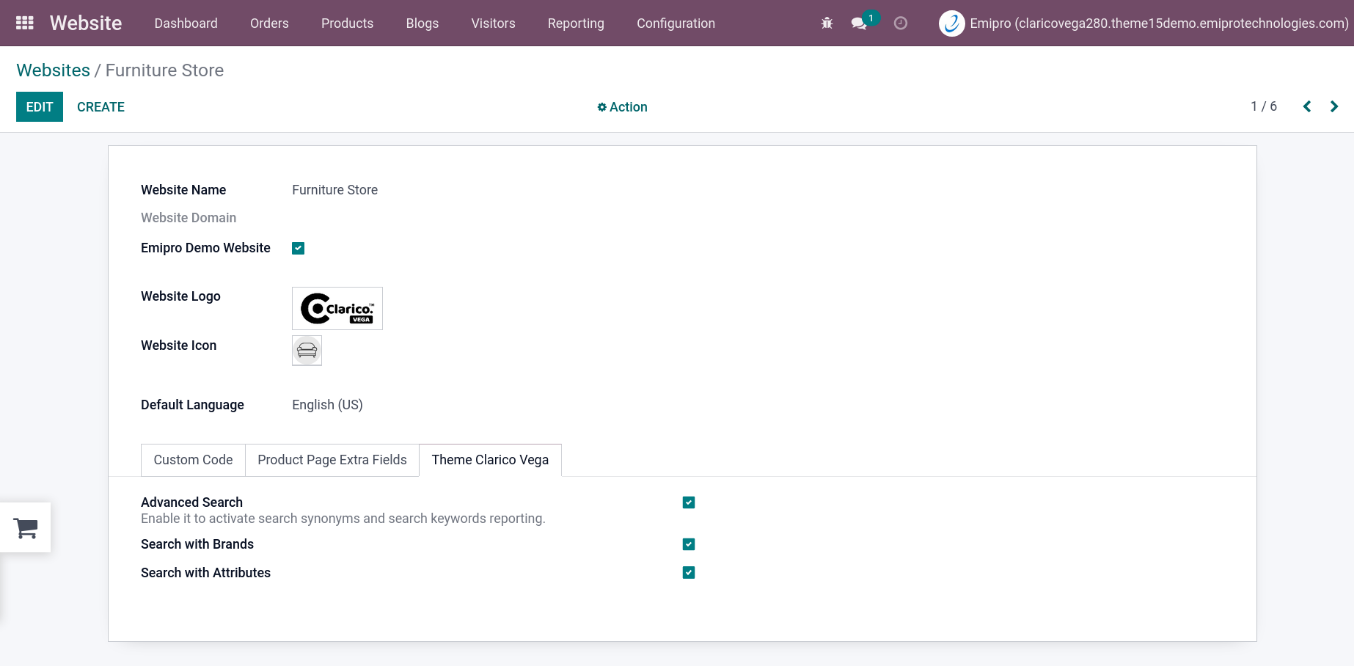 Website Dashboard Orders Products Blogs Visitors Reporting Configuration 1 Emipro (claricovega280.theme15demo.emiprotechnologies.com)
Websites / Furniture Store
EDIT CREATE Action 1 / 6
Website Name Furniture Store
Website Domain
Emipro Demo Website
Website Logo Clarico™ VEGA
Website Icon
Default Language English (US)
Custom Code Product Page Extra Fields Theme Clarico Vega
Advanced Search
Enable it to activate search synonyms and search keywords reporting.
Search with Brands
Search with Attributes